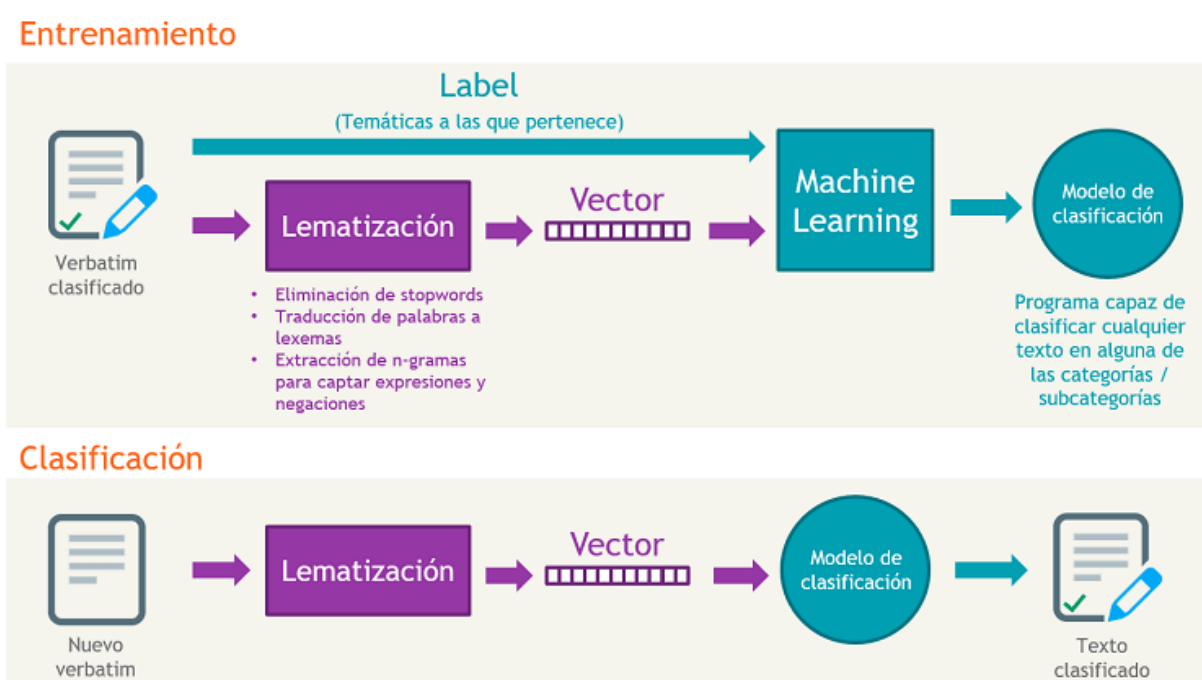 Entrenamiento
Label
(Temáticas a las que pertenece)
Verbatim
clasificado
Lematización
• Eliminación de stopwords
• Traducción de palabras a
lexemas
• Extracción de n-gramas
para captar expresiones y
negaciones
Vector
Machine
Learning
Modelo de
clasificación
Programa capaz de
clasificar cualquier
texto en alguna de
las categorías /
subcategorías
Clasificación
Nuevo
verbatim
Lematización
Vector
Modelo de
clasificación
Texto
clasificado